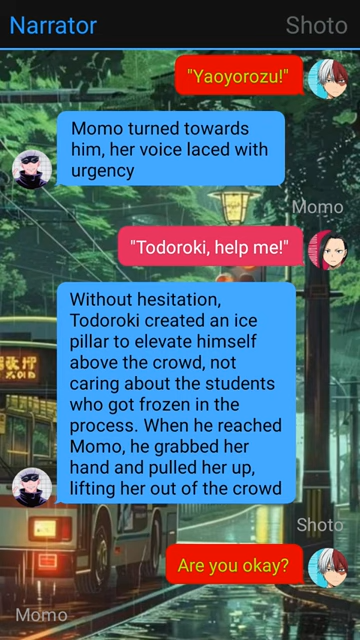 Narrator
Shoto
"Yaoyorozu!"
Momo turned towards
him, her voice laced with
urgency
Momo
"Todoroki, help me!"
Without hesitation,
Todoroki created an ice
pillar to elevate himself
above the crowd, not
caring about the students
who got frozen in the
process. When he reached
Momo, he grabbed her
hand and pulled her up,
lifting her out of the crowd
Shoto
Are you okay?
Momo